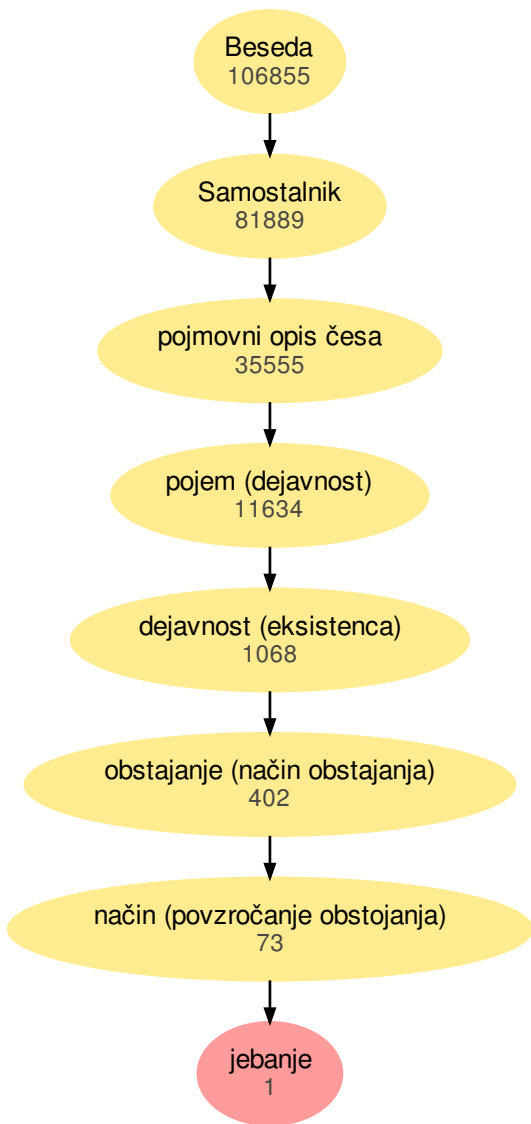 Beseda
106855
Samostalnik
81889
pojmovni opis česa
35555
pojem (dejavnost)
11634
dejavnost (eksistenca)
1068
obstajanje (način obstajanja)
402
način (povzročanje obstojanja)
73
jebanje
1